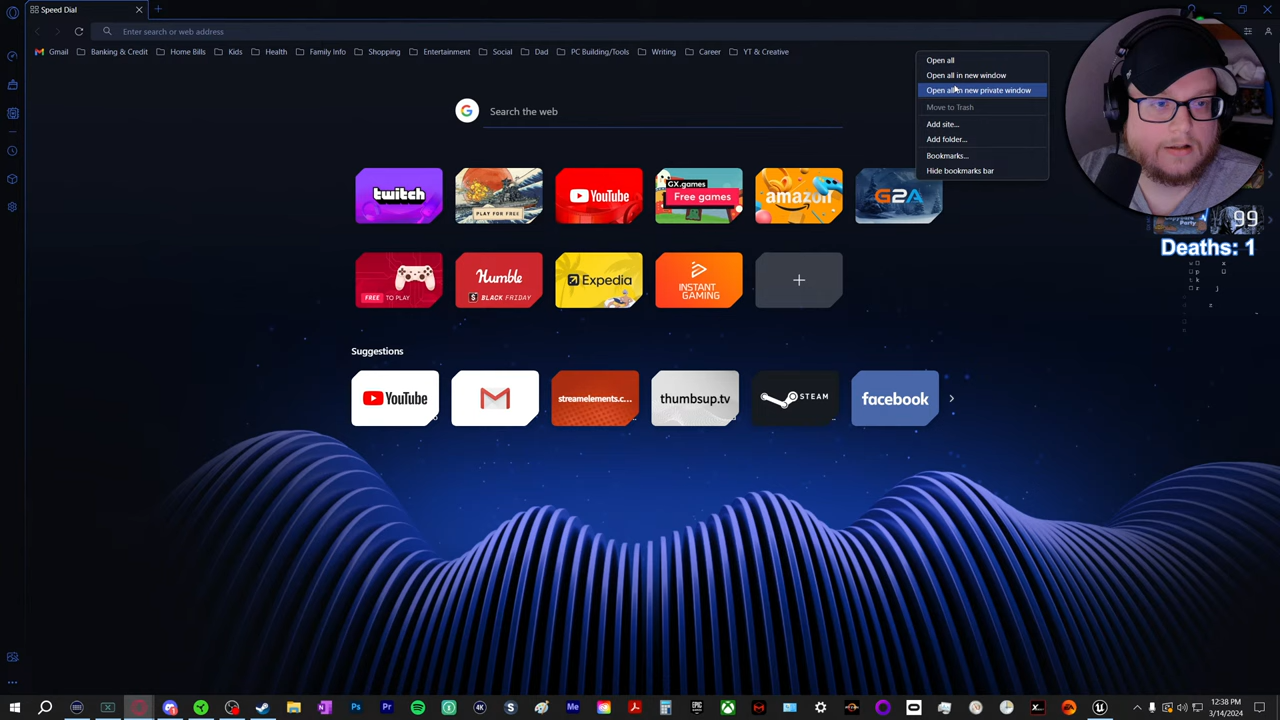 Speed Dial
Enter search or web address
Gmail Banking & Credit Home Bills Kids Health Family Info Shopping Entertainment Social Dad PC Building/Tools Writing Career YT & Creative
Open all
Open all in new window
Open all in new private window
Move to Trash
Add site...
Add folder...
Bookmarks...
Hide bookmarks bar
Search the web
twitch
PLAY FOR FREE
YouTube
GX.games
Free games
amazon
G2A
Party
99
Deaths: 1
FREE TO PLAY
Humble
BLACK FRIDAY
Expedia
INSTANT
GAMING
Suggestions
YouTube
streamelements.c...
thumbsup.tv
STEAM
facebook
12:38 PM
3/14/2024